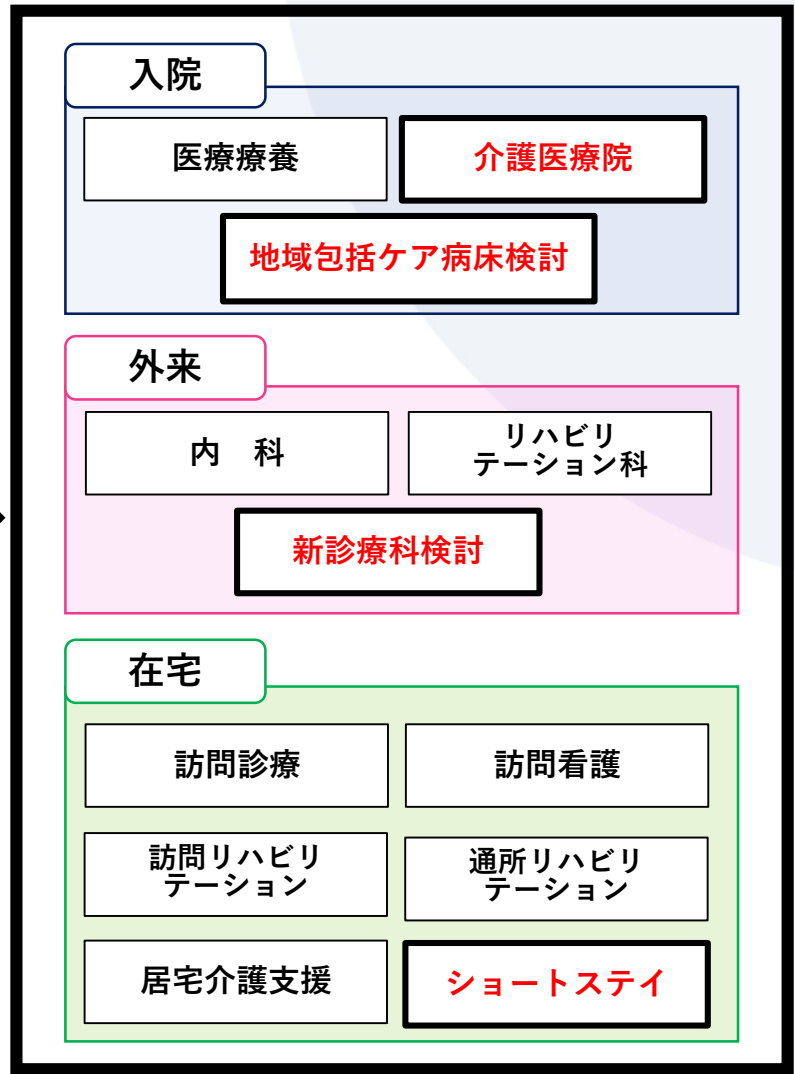 入院
医療療養
介護医療院
地域包括ケア病床検討
外来
内　科
リハビリ
テーション科
新診療科検討
在宅
訪問診療
訪問看護
訪問リハビリ
テーション
通所リハビリ
テーション
居宅介護支援
ショートステイ